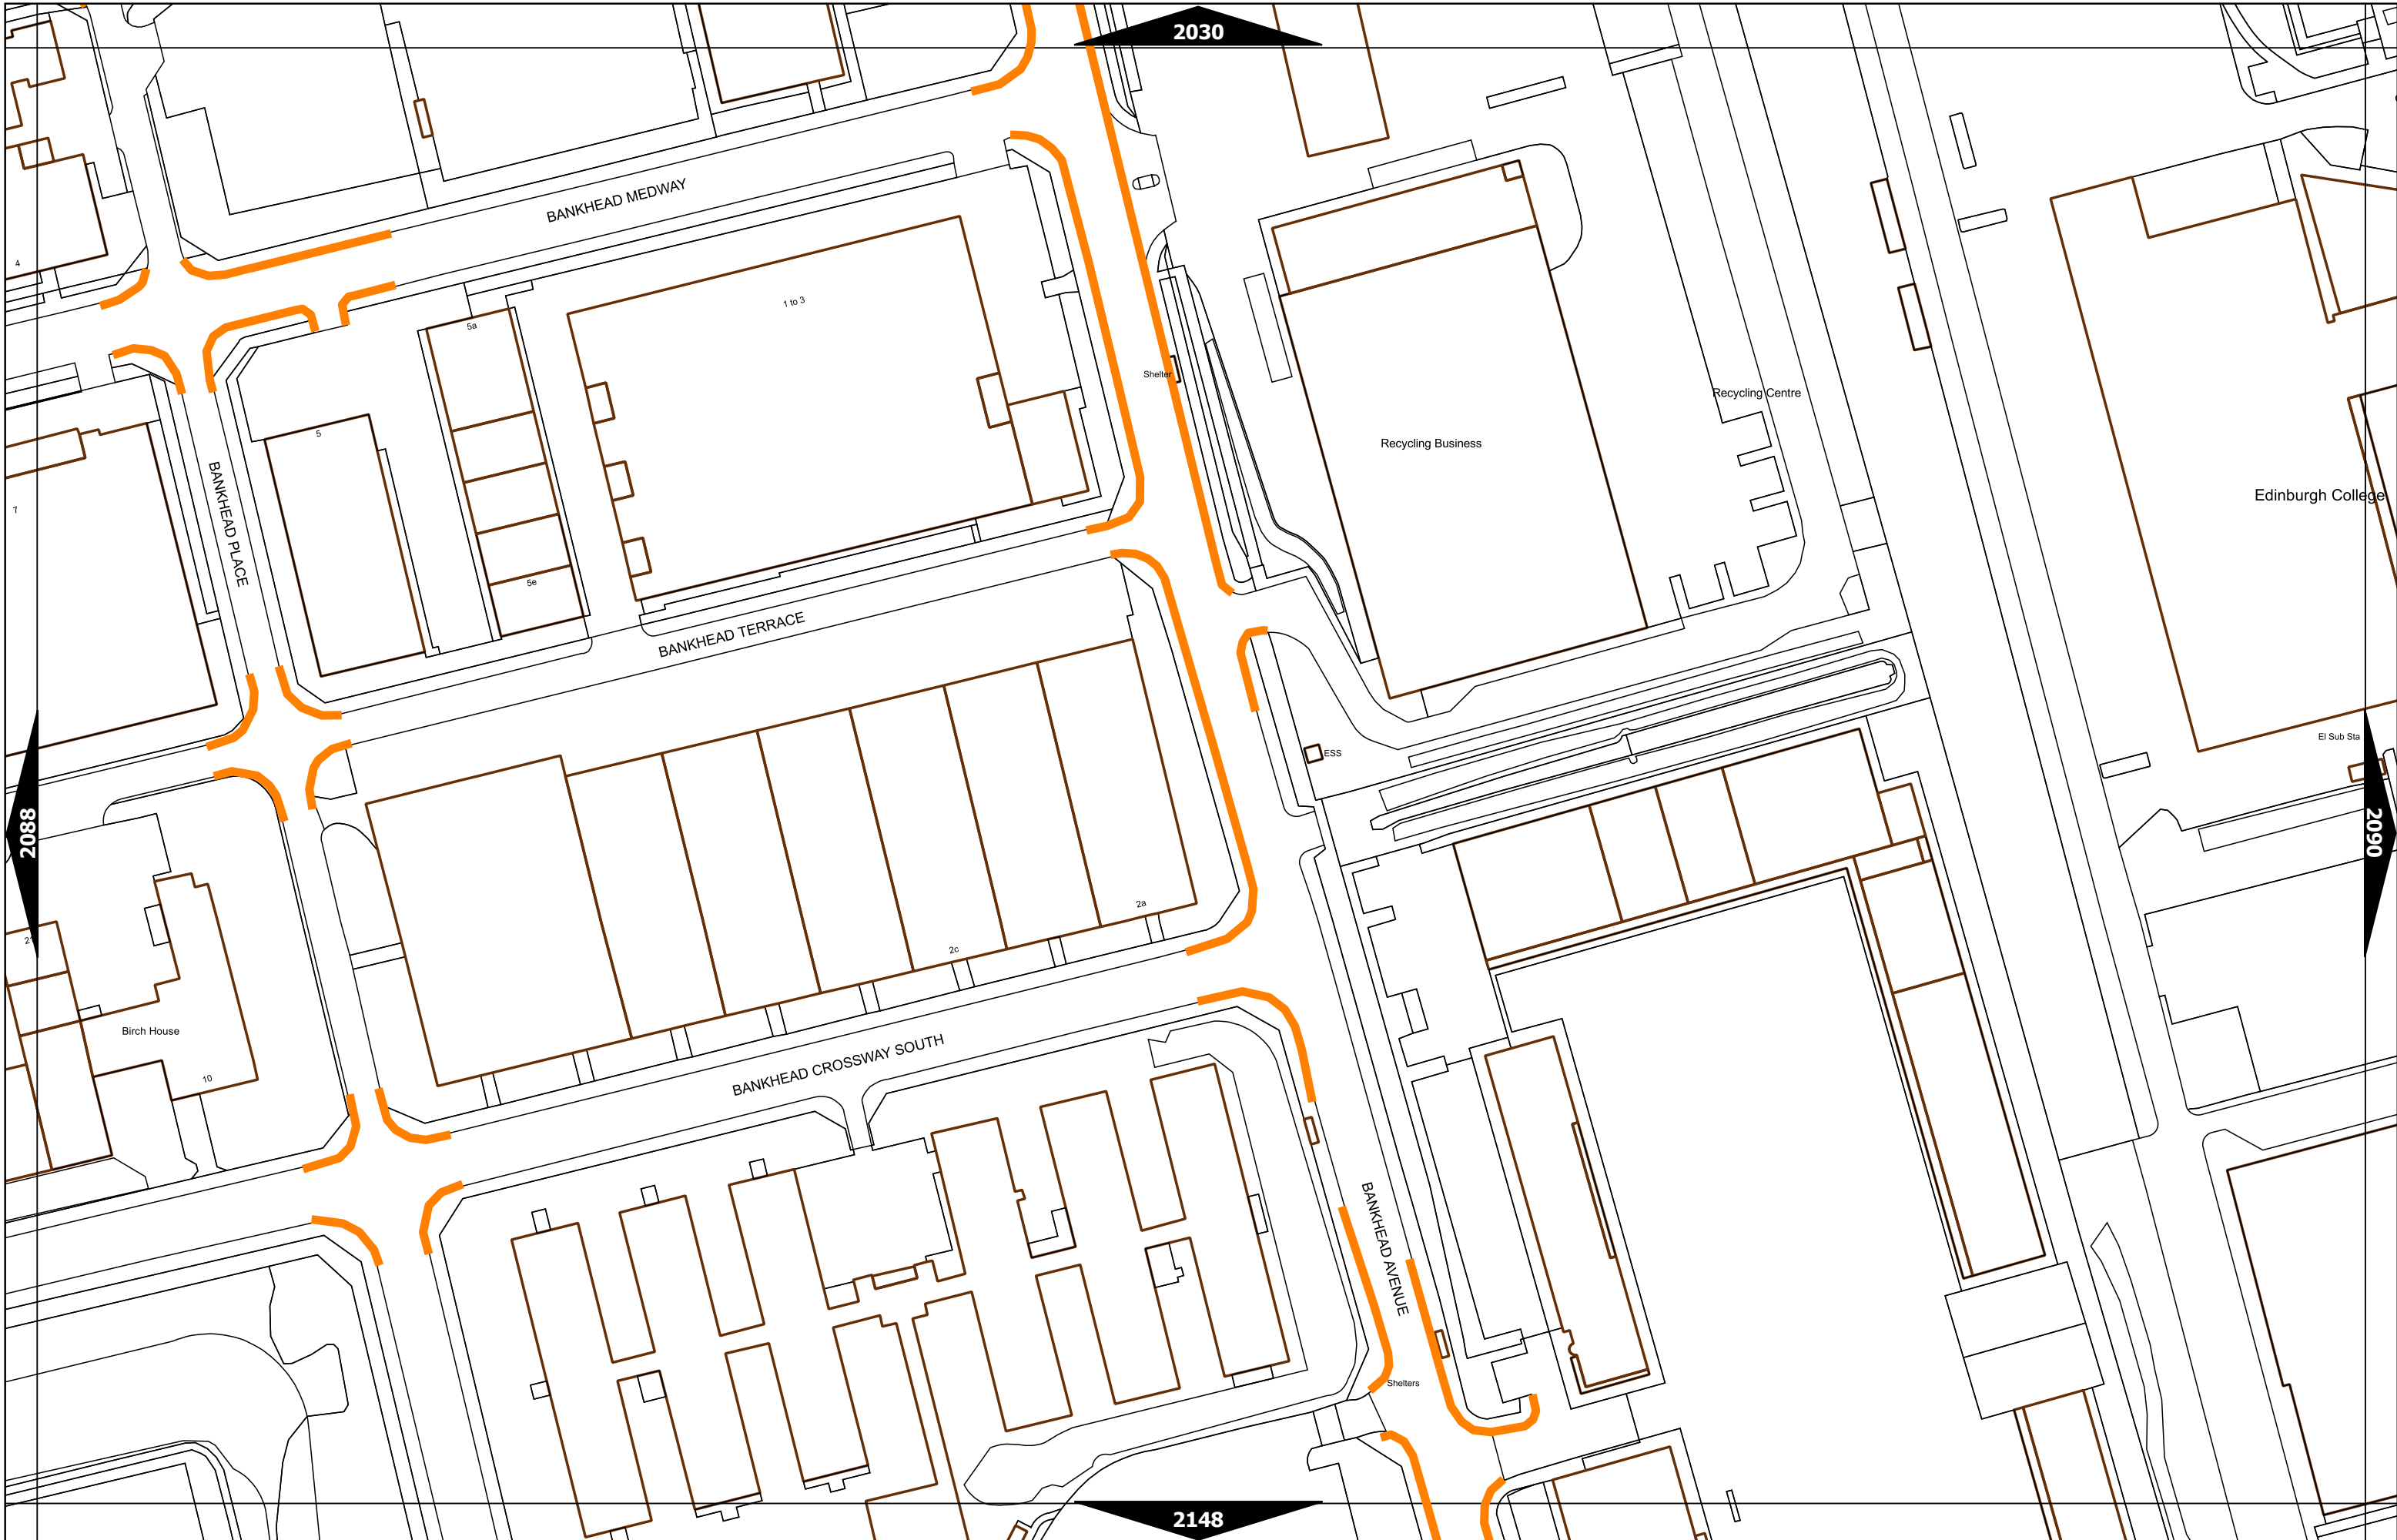 2030
BANKHEAD MEDWAY
4
1 to 3
5a
Shelter
Recycling Centre
5
Recycling Business
BANKHEAD PLACE
Edinburgh College
7
5e
BANKHEAD TERRACE
El Sub Sta
ESS
2088
2090
2a
2c
Birch House
BANKHEAD CROSSWAY SOUTH
10
BANKHEAD AVENUE
Shelters
2148